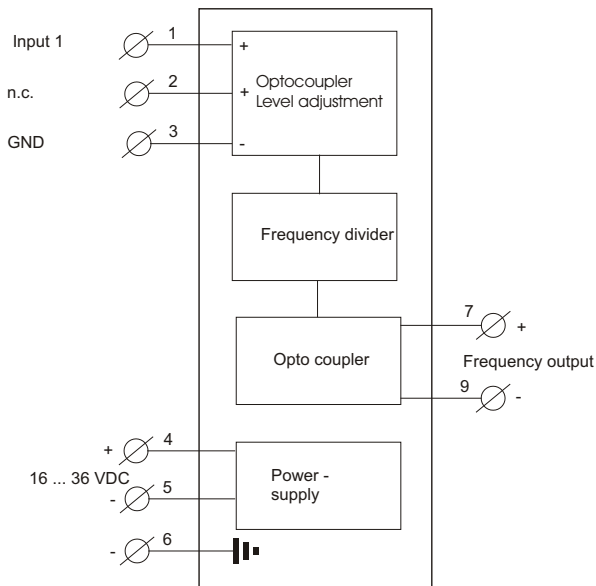 Input 1
1
+
n.c.
2
+
Optocoupler
Level adjustment
GND
3
-
Frequency divider
Opto coupler
7
+
Frequency output
9
-
+
4
16 ... 36 VDC
-
5
Power -
supply
-
6